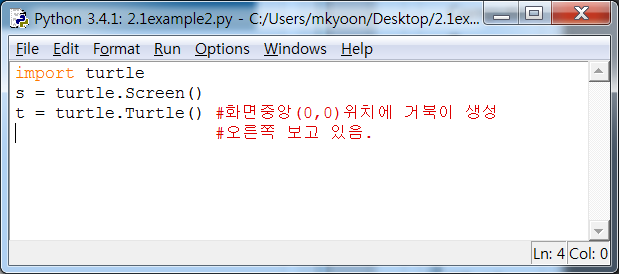 Python 3.4.1: 2.1example2.py - C:/Users/mkyoon/Desktop/2.1ex...
File Edit Format Run Options Windows Help
import turtle
s = turtle.Screen()
t = turtle.Turtle() #화면중앙(0,0)위치에 거북이 생성
#오른쪽 보고 있음.
Ln: 4 Col: 0